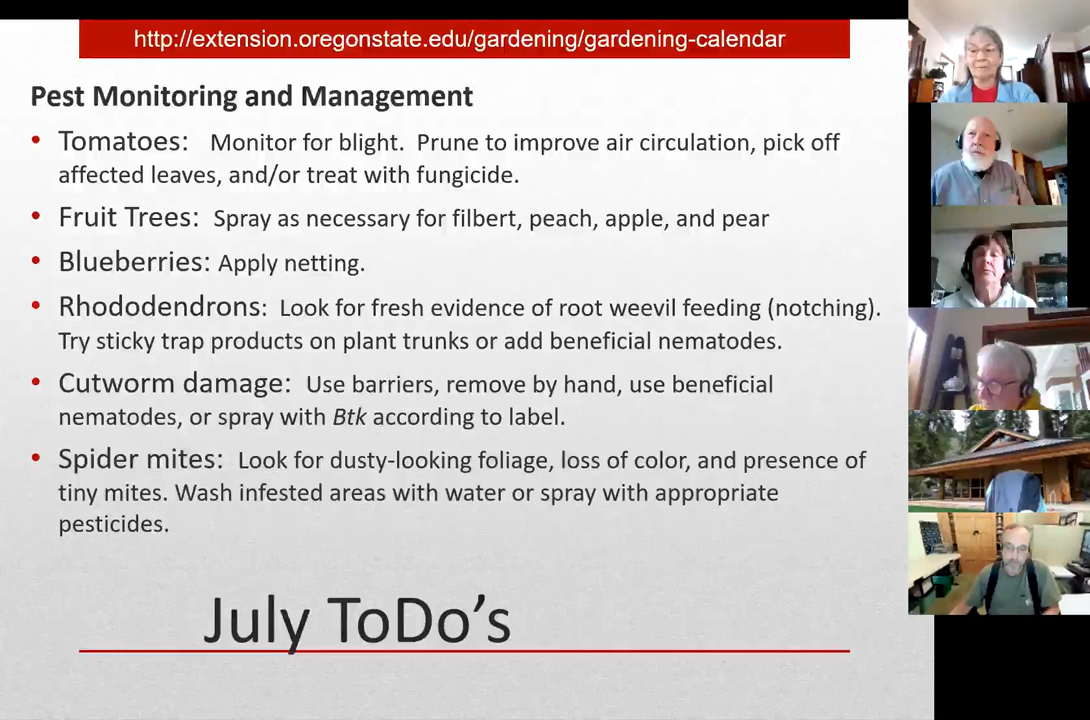 http://extension.oregonstate.edu/gardening/gardening-calendar
Pest Monitoring and Management
• Tomatoes: Monitor for blight. Prune to improve air circulation, pick off
affected leaves, and/or treat with fungicide.
• Fruit Trees: Spray as necessary for filbert, peach, apple, and pear
• Blueberries: Apply netting.
• Rhododendrons: Look for fresh evidence of root weevil feeding (notching).
Try sticky trap products on plant trunks or add beneficial nematodes.
• Cutworm damage: Use barriers, remove by hand, use beneficial
nematodes, or spray with Btk according to label.
• Spider mites: Look for dusty-looking foliage, loss of color, and presence of
tiny mites. Wash infested areas with water or spray with appropriate
pesticides.
July ToDo’s